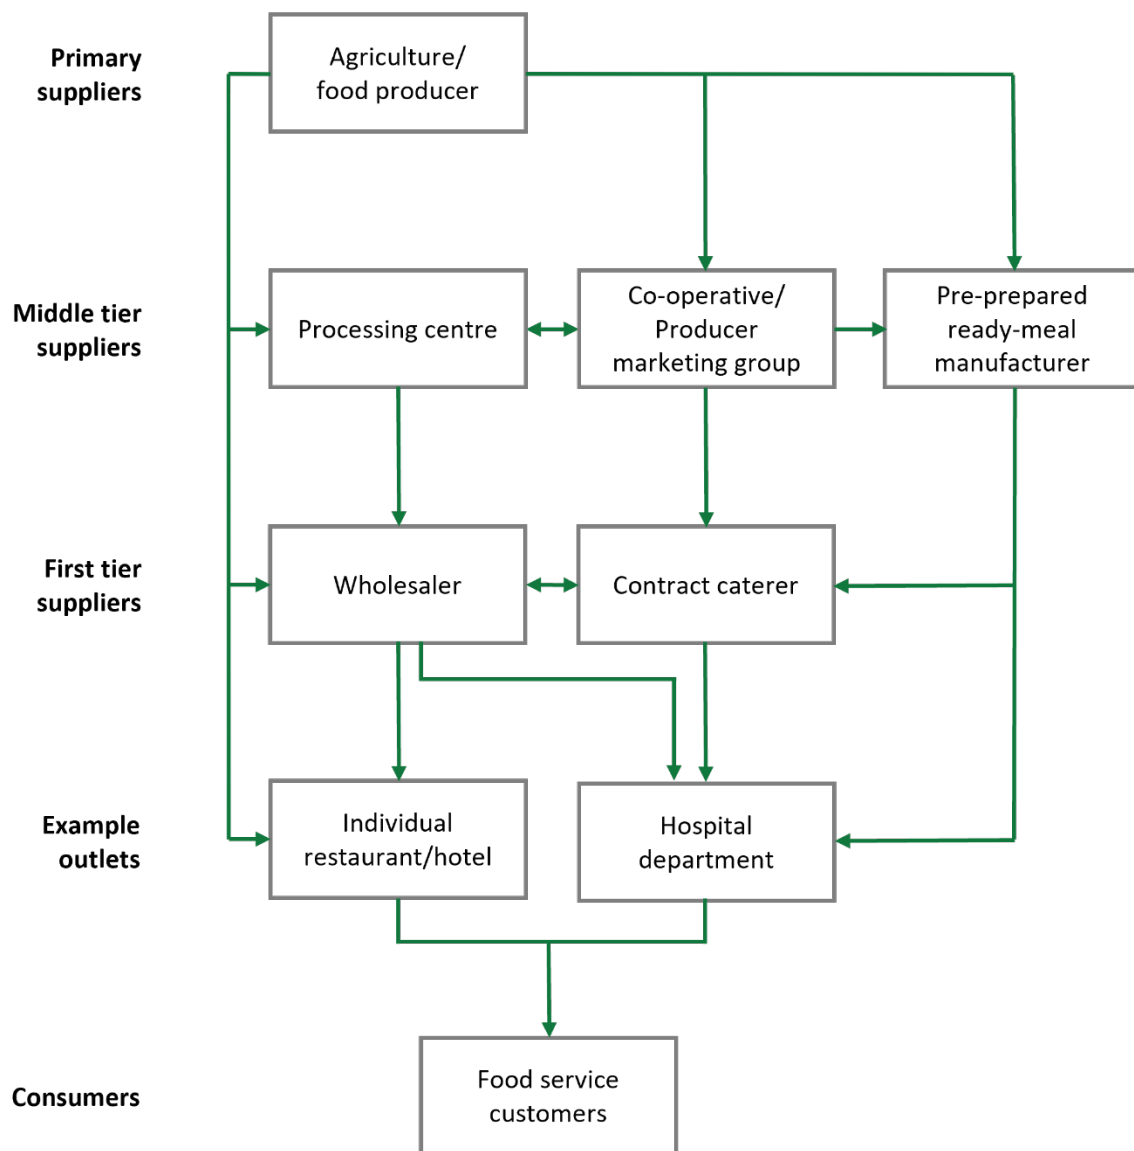 Primary
suppliers
Agriculture/
food producer
Middle tier
suppliers
Processing centre
Co-operative/
Producer
marketing group
Pre-prepared
ready-meal
manufacturer
First tier
suppliers
Wholesaler
Contract caterer
Example
outlets
Individual
restaurant/hotel
Hospital
department
Consumers
Food service
customers